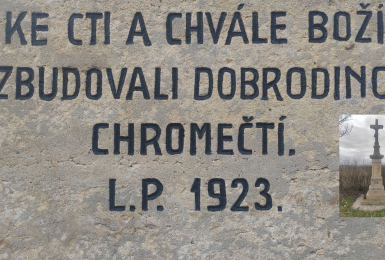 KE CTI A CHVÁLE BOŽÍ
ZBUDOVALI DOBRODINC
CHROMEČTÍ.
L.P. 1923.